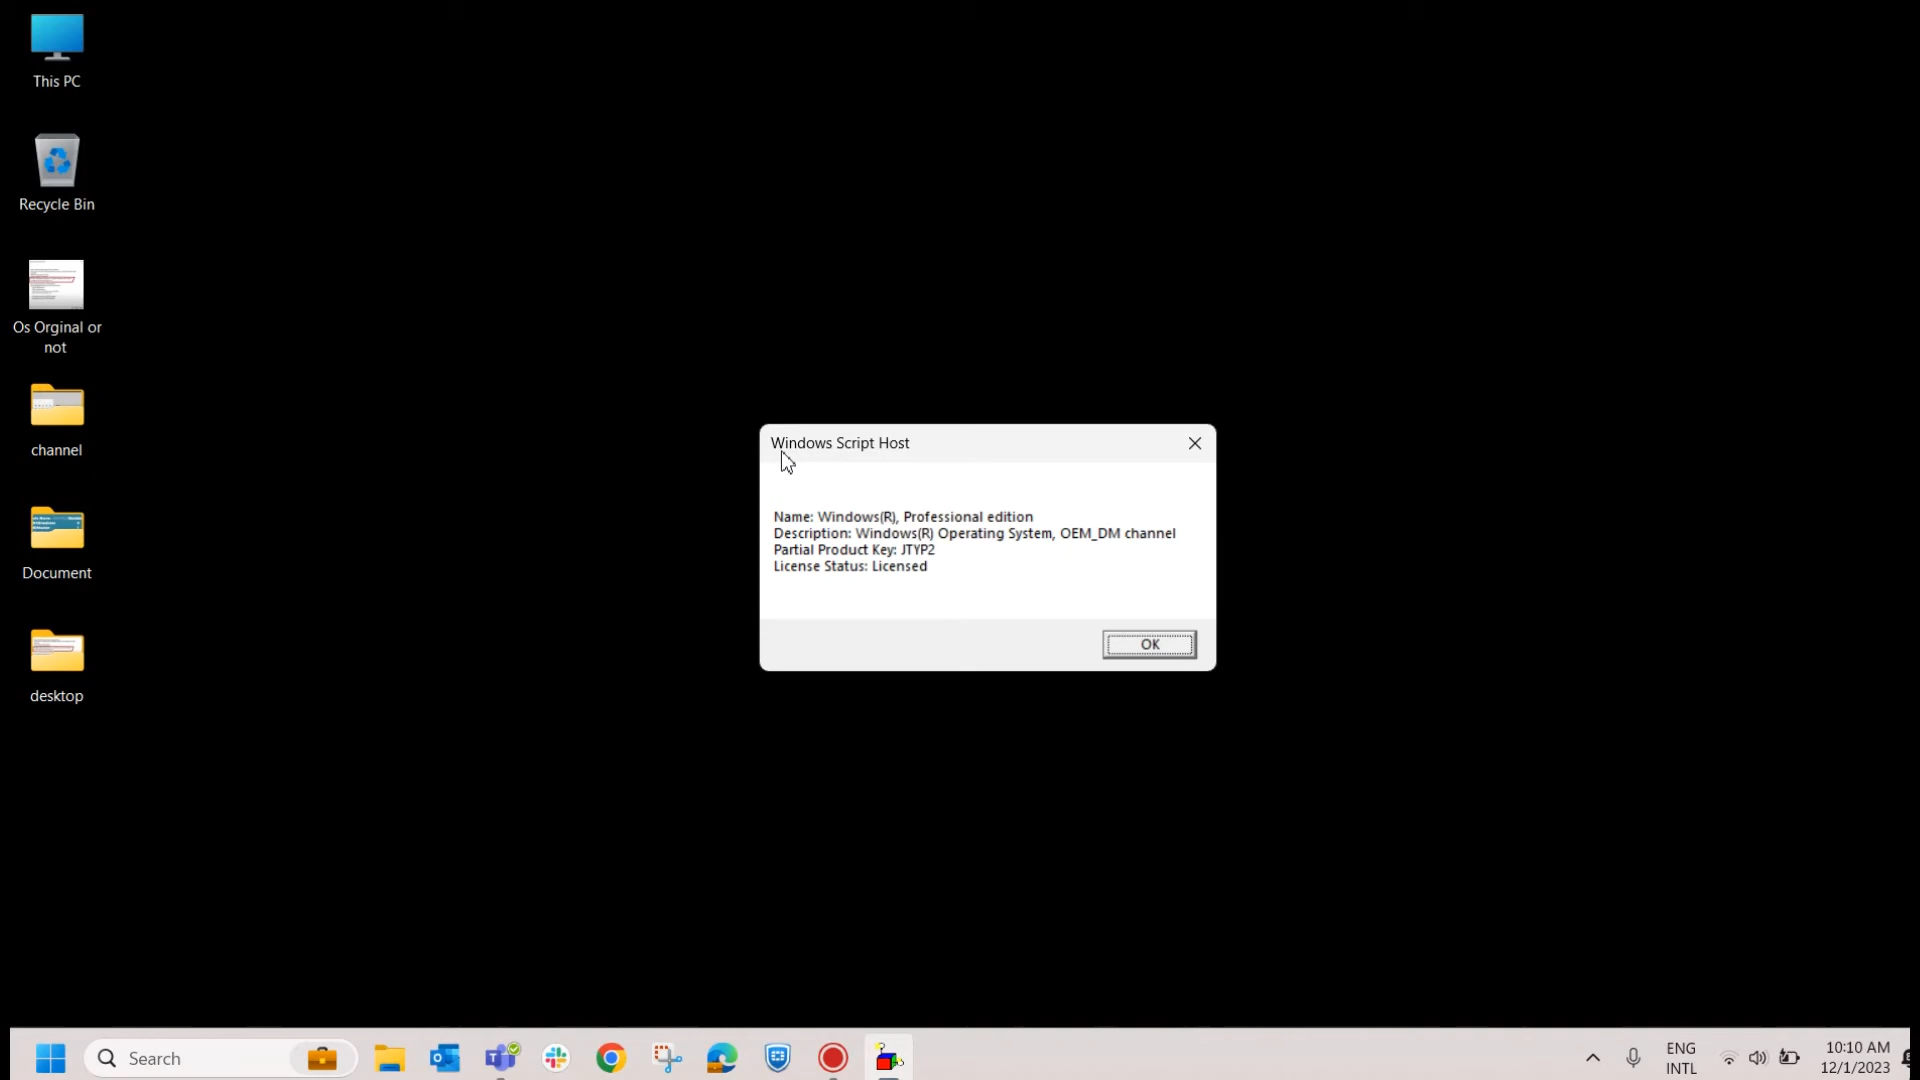 This PC
Recycle Bin
Os Orginal or
not
channel
Document
desktop
Windows Script Host
Name: Windows(R), Professional edition
Description: Windows(R) Operating System, OEM_DM channel
Partial Product Key: JTYP2
License Status: Licensed
OK
Search
ENG
INTL
10:10 AM
12/1/2023